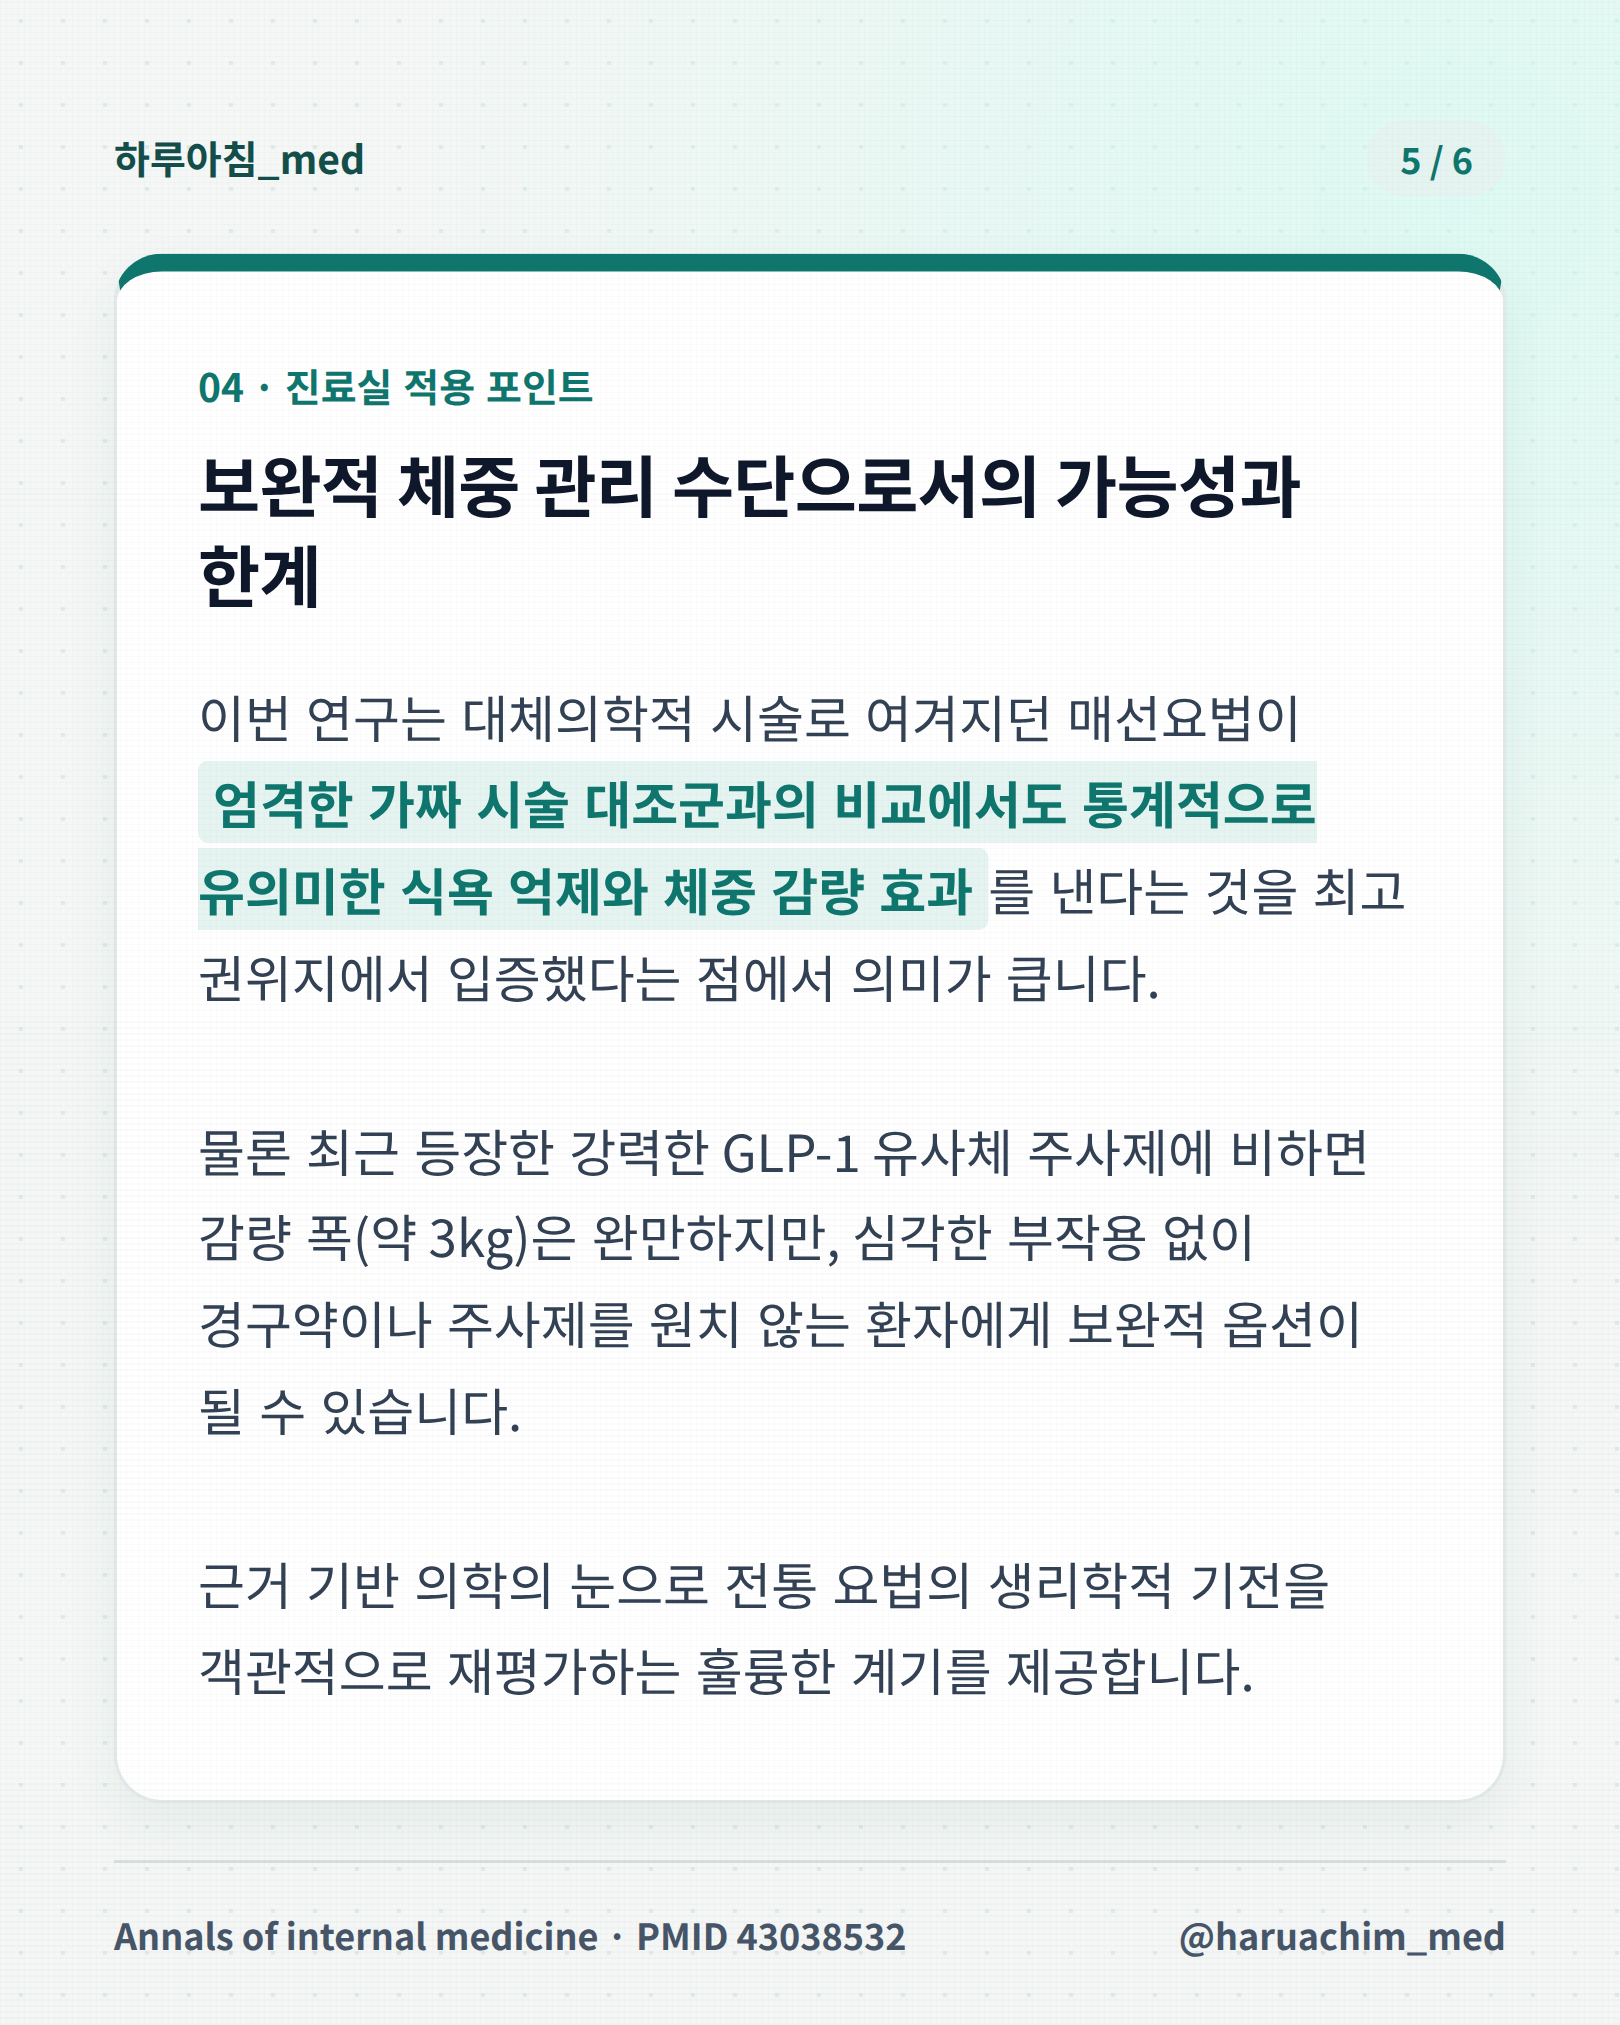 하루아침_med
5 / 6
04 · 진료실 적용 포인트
보완적 체중 관리 수단으로서의 가능성과
한계
이번 연구는 대체의학적 시술로 여겨지던 매선요법이
엄격한 가짜 시술 대조군과의 비교에서도 통계적으로
유의미한 식욕 억제와 체중 감량 효과를 낸다는 것을 최고
권위지에서 입증했다는 점에서 의미가 큽니다.
물론 최근 등장한 강력한 GLP-1 유사체 주사제에 비하면
감량 폭(약 3kg)은 완만하지만, 심각한 부작용 없이
경구약이나 주사제를 원치 않는 환자에게 보완적 옵션이
될 수 있습니다.
근거 기반 의학의 눈으로 전통 요법의 생리학적 기전을
객관적으로 재평가하는 훌륭한 계기를 제공합니다.
Annals of internal medicine · PMID 43038532
@haruachim_med